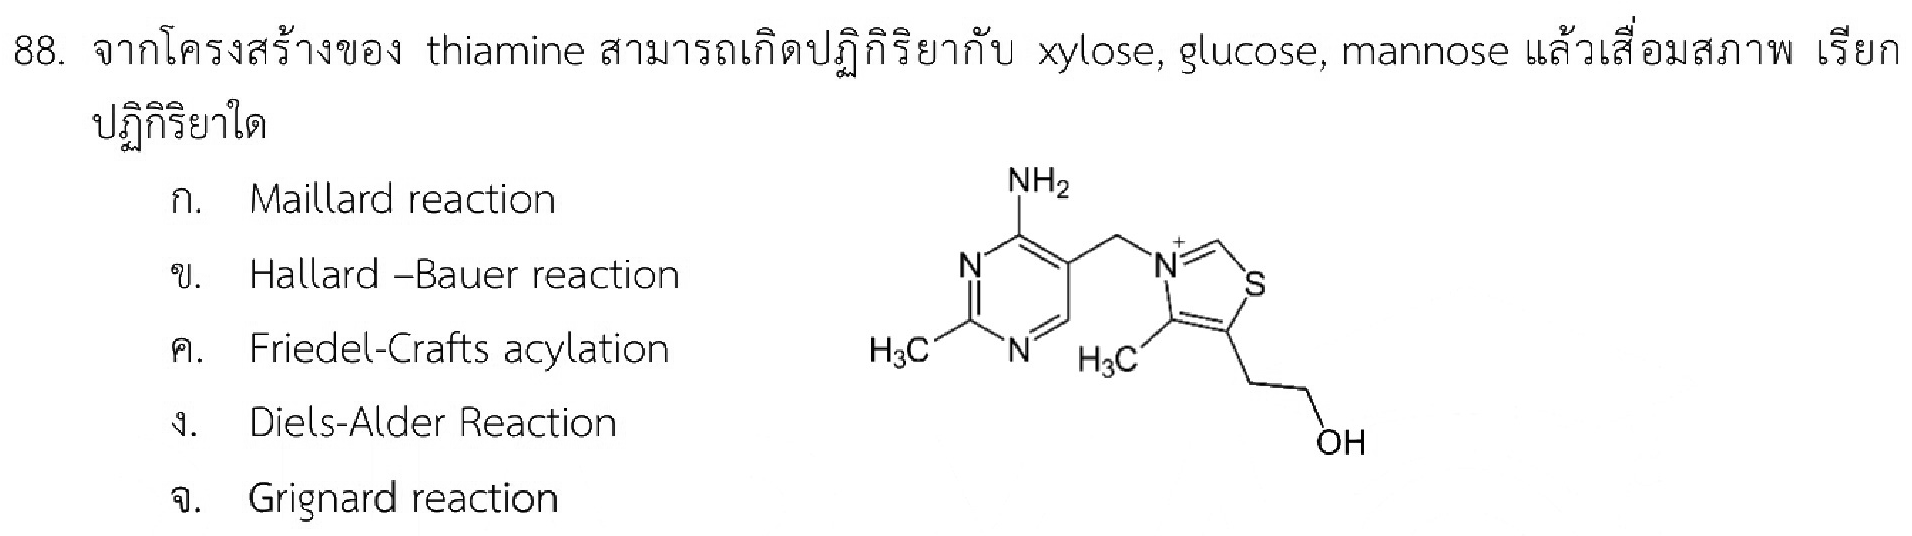 88. จากโครงสร้างของ thiamine สามารถเกิดปฏิกิริยากับ xylose, glucose, mannose แล้วเสื่อมสภาพ เรียก
ปฏิกิริยาใด
ก. Maillard reaction
ข. Hallard –Bauer reaction
ค. Friedel-Crafts acylation
ง. Diels-Alder Reaction
จ. Grignard reaction
NH2
N
N
H3C
N+
S
H3C
OH